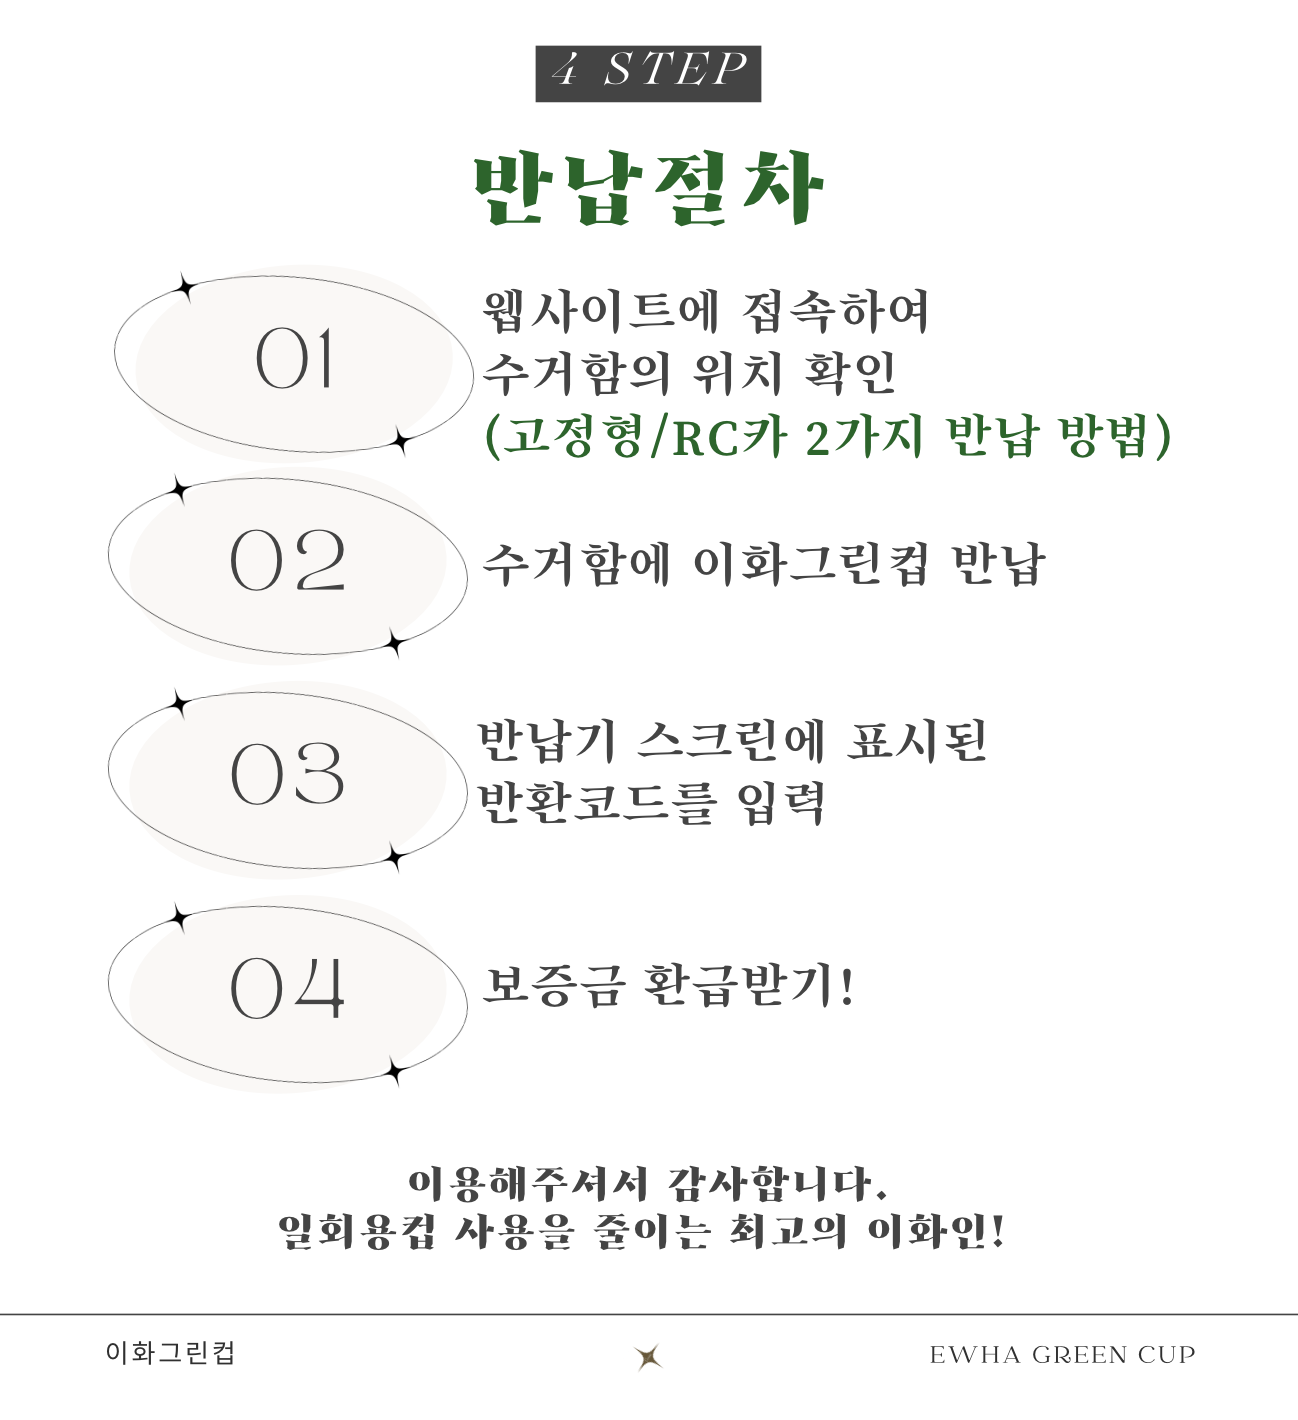 4 STEP
반납절차
01
웹사이트에 접속하여
수거함의 위치 확인
(고정형/RC카 2가지 반납 방법)
02
수거함에 이화그린컵 반납
03
반납기 스크린에 표시된
반환코드를 입력
04
보증금 환급받기!
이용해주셔서 감사합니다.
일회용컵 사용을 줄이는 최고의 이화인!
이화그린컵
EWHA GREEN CUP